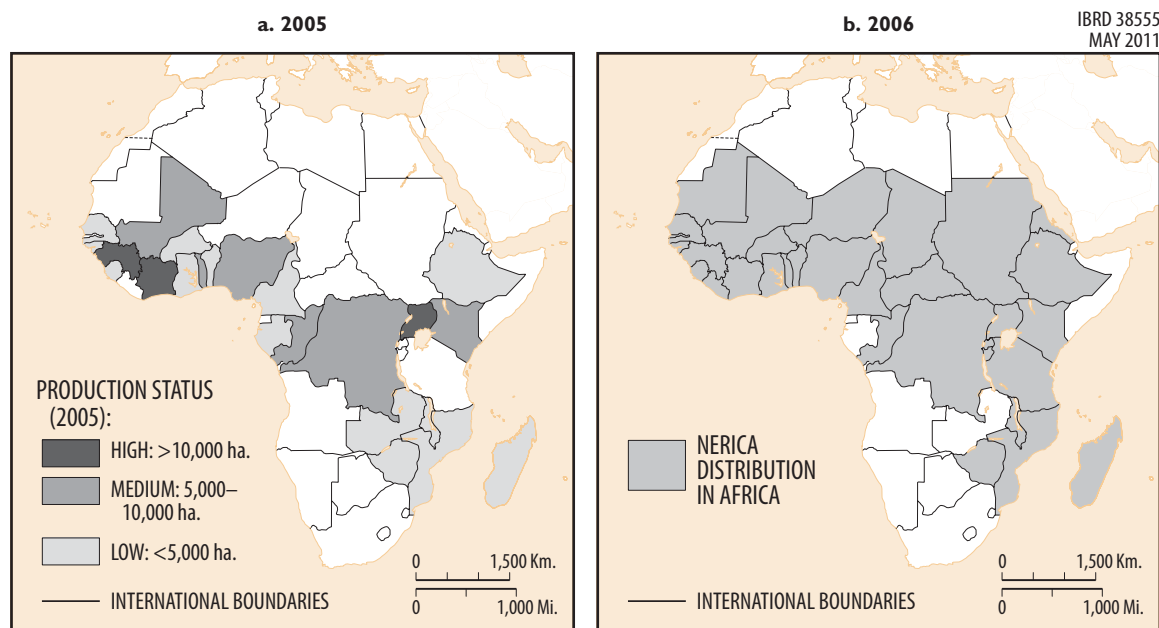 a. 2005
b. 2006
IBRD 38555
MAY 2011
PRODUCTION STATUS
(2005):
HIGH: >10,000 ha.
MEDIUM: 5,000–
10,000 ha.
LOW: <5,000 ha.
INTERNATIONAL BOUNDARIES
0 1,500 Km.
0 1,000 Mi.
NERICA
DISTRIBUTION
IN AFRICA
INTERNATIONAL BOUNDARIES
0 1,500 Km.
0 1,000 Mi.